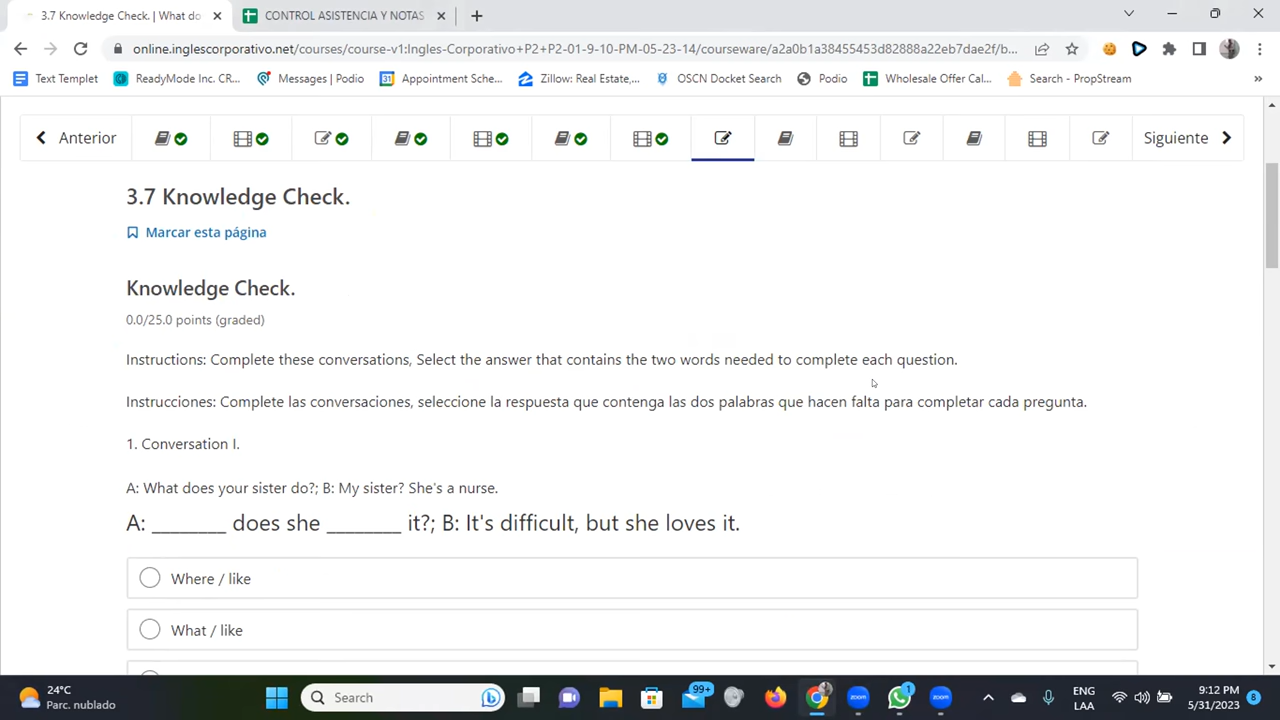 3.7 Knowledge Check. | What do
CONTROL ASISTENCIA Y NOTAS
online.inglescorporativo.net/courses/course-v1:Ingles-Corporativo+P2+P2-01-9-10-PM-05-23-14/courseware/a2a0b1a38455453d82888a22eb7dae2f/b...
Text Templet
ReadyMode Inc. CR...
Messages | Podio
Appointment Sche...
Zillow: Real Estate,...
OSCN Docket Search
Podio
Wholesale Offer Cal...
Search - PropStream
»
Anterior
Siguiente
3.7 Knowledge Check.
Marcar esta página
Knowledge Check.
0.0/25.0 points (graded)
Instructions: Complete these conversations, Select the answer that contains the two words needed to complete each question.
Instrucciones: Complete las conversaciones, seleccione la respuesta que contenga las dos palabras que hacen falta para completar cada pregunta.
1. Conversation I.
A: What does your sister do?; B: My sister? She's a nurse.
A: ________ does she ________ it?; B: It's difficult, but she loves it.
Where / like
What / like
24°C
Parc. nublado
Search
99+
1
ENG
LAA
9:12 PM
5/31/2023
8